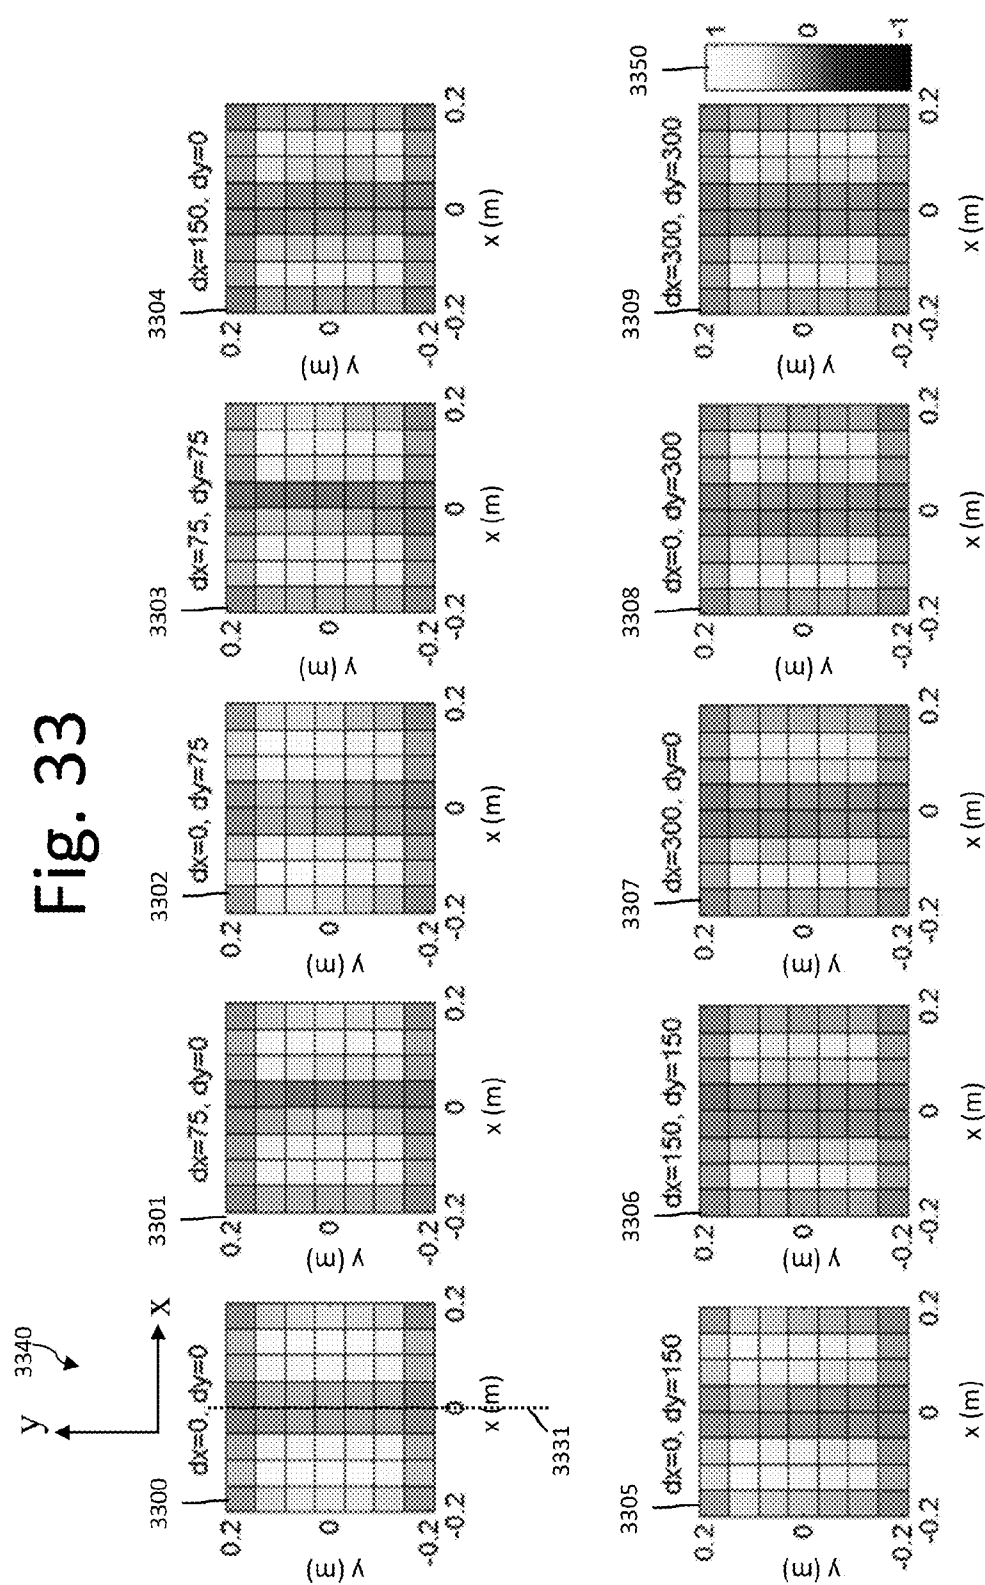 Fig. 33
3340
y
x
3300
dx=0, dy=0
0.2
0
-0.2
y (m)
-0.2
0
0.2
x (m)
3331
3301
dx=75, dy=0
0.2
0
-0.2
y (m)
-0.2
0
0.2
x (m)
3302
dx=0, dy=75
0.2
0
-0.2
y (m)
-0.2
0
0.2
x (m)
3303
dx=75, dy=75
0.2
0
-0.2
y (m)
-0.2
0
0.2
x (m)
3304
dx=150, dy=0
0.2
0
-0.2
y (m)
-0.2
0
0.2
x (m)
3305
dx=0, dy=150
0.2
0
-0.2
y (m)
-0.2
0
0.2
x (m)
3306
dx=150, dy=150
0.2
0
-0.2
y (m)
-0.2
0
0.2
x (m)
3307
dx=300, dy=0
0.2
0
-0.2
y (m)
-0.2
0
0.2
x (m)
3308
dx=0, dy=300
0.2
0
-0.2
y (m)
-0.2
0
0.2
x (m)
3309
dx=300, dy=300
0.2
0
-0.2
y (m)
-0.2
0
0.2
x (m)
3350
1
0
-1